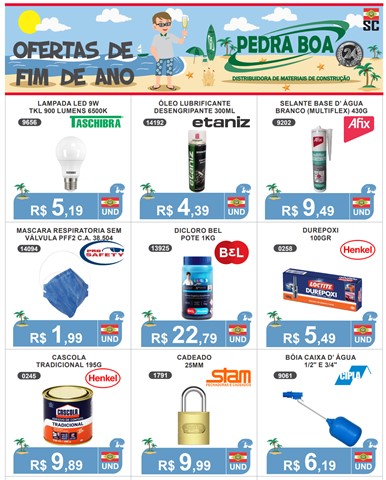 OFERTAS DE
FIM DE ANO
PEDRA BOA
DISTRIBUIDORA DE MATERIAIS DE CONSTRUÇÃO
SC
LAMPADA LED 9W
TKL 900 LUMENS 6500K
9656
TASCHIBRA
R$ 5,19
UND
ÓLEO LUBRIFICANTE
DESENGRIPANTE 300ML
14192
etaniz
R$ 4,39
UND
SELANTE BASE D' ÁGUA
BRANCO (MULTIFLEX) 430G
9202
Afix
R$ 9,49
UND
MASCARA RESPIRATORIA SEM
VÁLVULA PFF2 C.A. 38.504
14094
PRO
SAFETY
R$ 1,99
UND
DICLORO BEL
POTE 1KG
13925
BEL
R$ 22,79
UND
DUREPOXI
100GR
0258
Henkel
LOCTITE
DUREPOXI
R$ 5,49
UND
CASCOLA
TRADICIONAL 195G
0245
Henkel
CASCOLA
TRADICIONAL
R$ 9,89
UND
CADEADO
25MM
1791
stam
R$ 9,99
UND
BÓIA CAIXA D' ÁGUA
1/2" E 3/4"
9061
CIPLA
R$ 6,19
UND